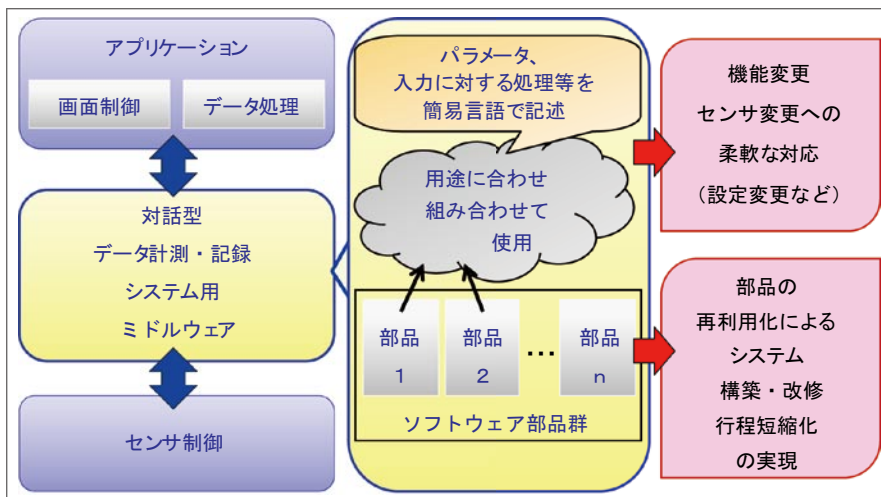 アプリケーション
画面制御
データ処理
対話型
データ計測・記録
システム用
ミドルウェア
センサ制御
パラメータ、
入力に対する処理等を
簡易言語で記述
用途に合わせ
組み合わせて
使用
部品
1
部品
2
…
部品
n
ソフトウェア部品群
機能変更
センサ変更への
柔軟な対応
（設定変更など）
部品の
再利用化による
システム
構築・改修
行程短縮化
の実現